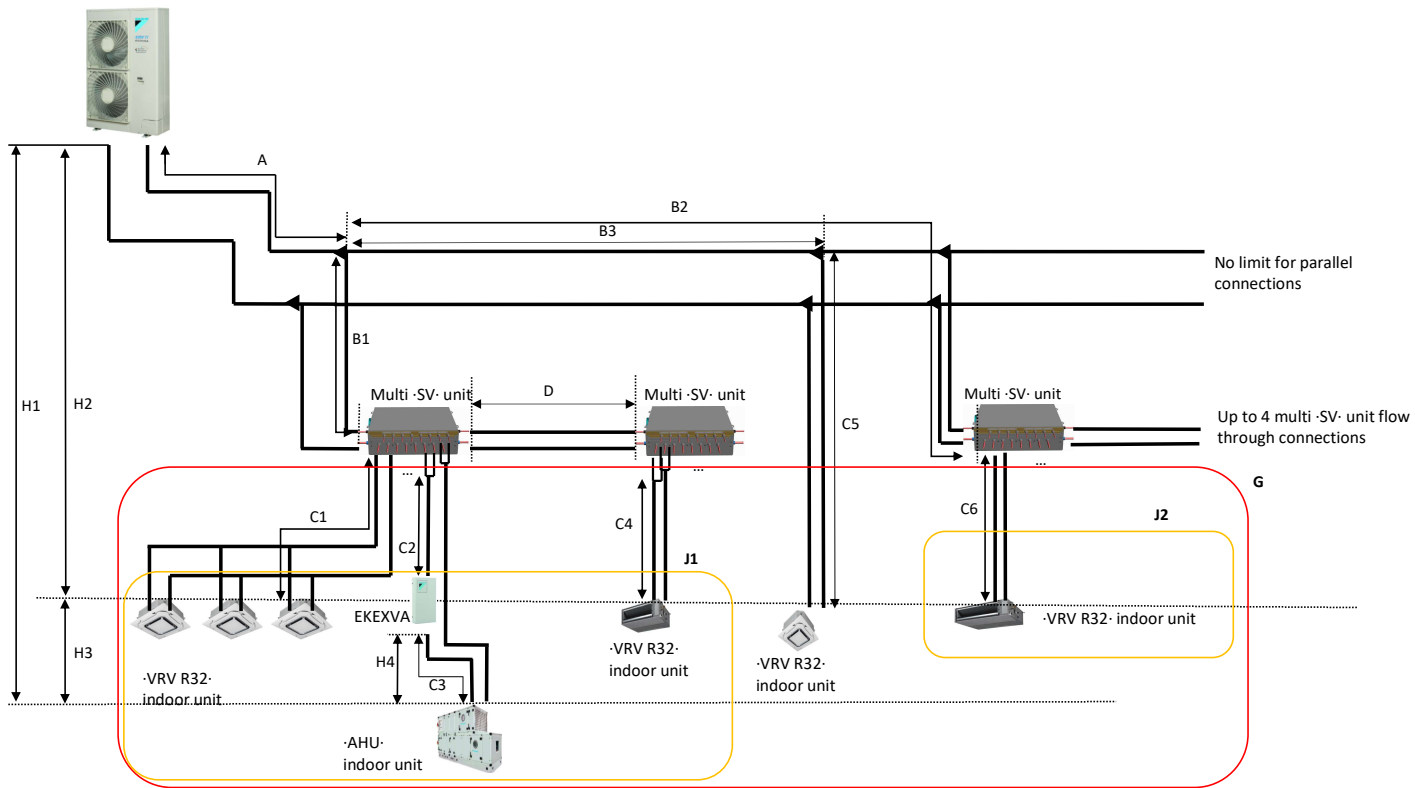 A
B2
B3
No limit for parallel
connections
B1
H1
H2
Multi ·SV· unit
D
Multi ·SV· unit
C5
Multi ·SV· unit
Up to 4 multi ·SV· unit flow
through connections
...
...
...
G
C1
C2
C4
C6
J2
J1
EKEXVA
·VRV R32· indoor unit
H3
H4
C3
·VRV R32·
indoor unit
·VRV R32·
indoor unit
·VRV R32·
indoor unit
·AHU·
indoor unit